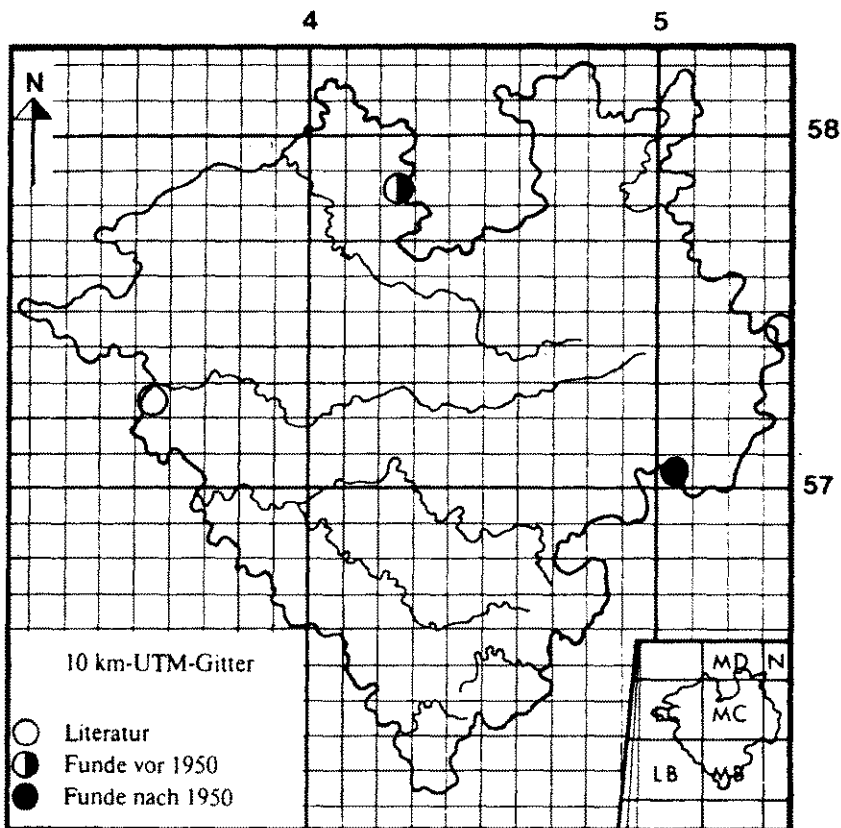 4 5
N
58
57
10 km-UTM-Gitter
MD N
MC
Literatur
Funde vor 1950
LB MB
Funde nach 1950